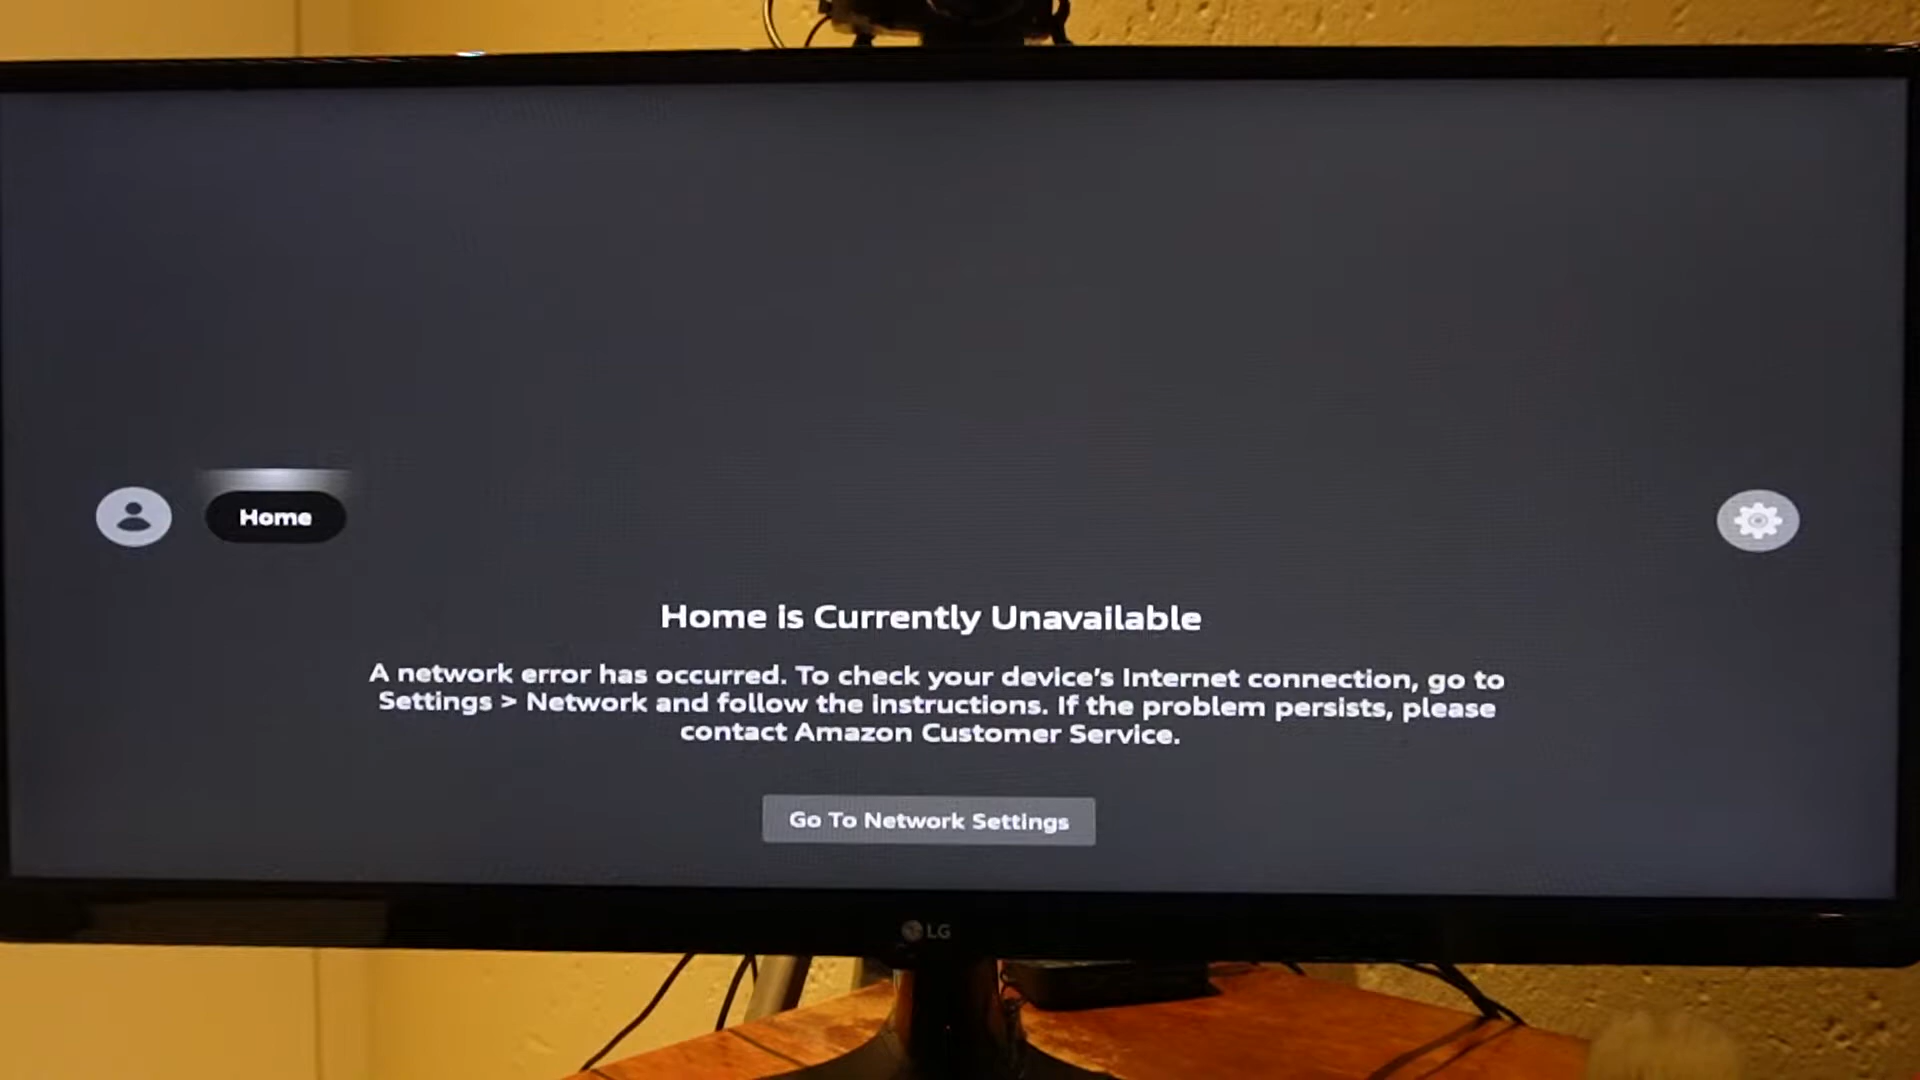 Home
Home is Currently Unavailable
A network error has occurred. To check your device's Internet connection, go to
Settings > Network and follow the instructions. If the problem persists, please
contact Amazon Customer Service.
Go To Network Settings
LG